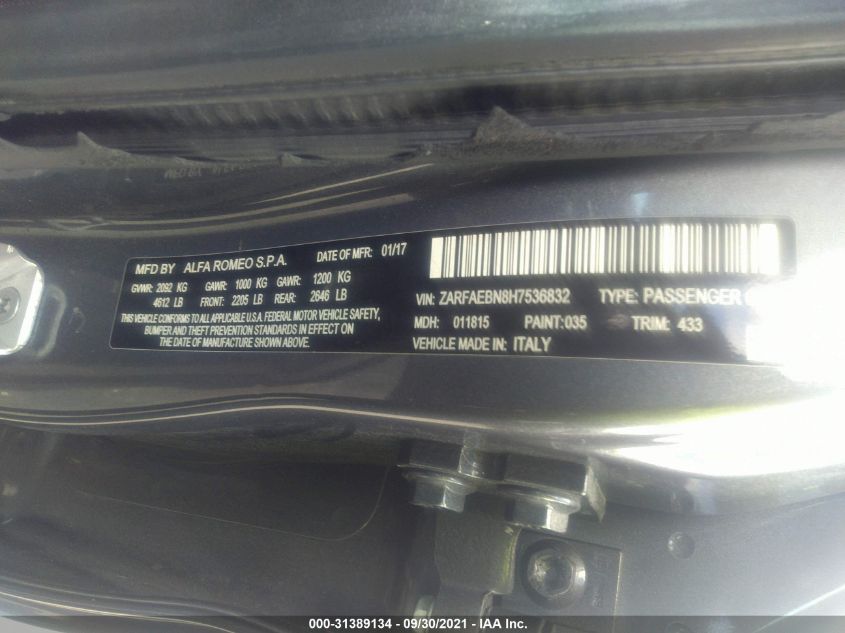 MFD BY ALFA ROMEO S.P.A. DATE OF MFR: 01/17
GVWR: 2092 KG GAWR: 1000 KG GAWR: 1200 KG
4612 LB FRONT: 2205 LB REAR: 2646 LB
THIS VEHICLE CONFORMS TO ALL APPLICABLE U.S.A. FEDERAL MOTOR VEHICLE SAFETY,
BUMPER AND THEFT PREVENTION STANDARDS IN EFFECT ON
THE DATE OF MANUFACTURE SHOWN ABOVE.
VIN: ZARFAEBN8H7536832 TYPE: PASSENGER
MDH: 011815 PAINT: 035 TRIM: 433
VEHICLE MADE IN: ITALY
000-31389134 - 09/30/2021 - IAA Inc.